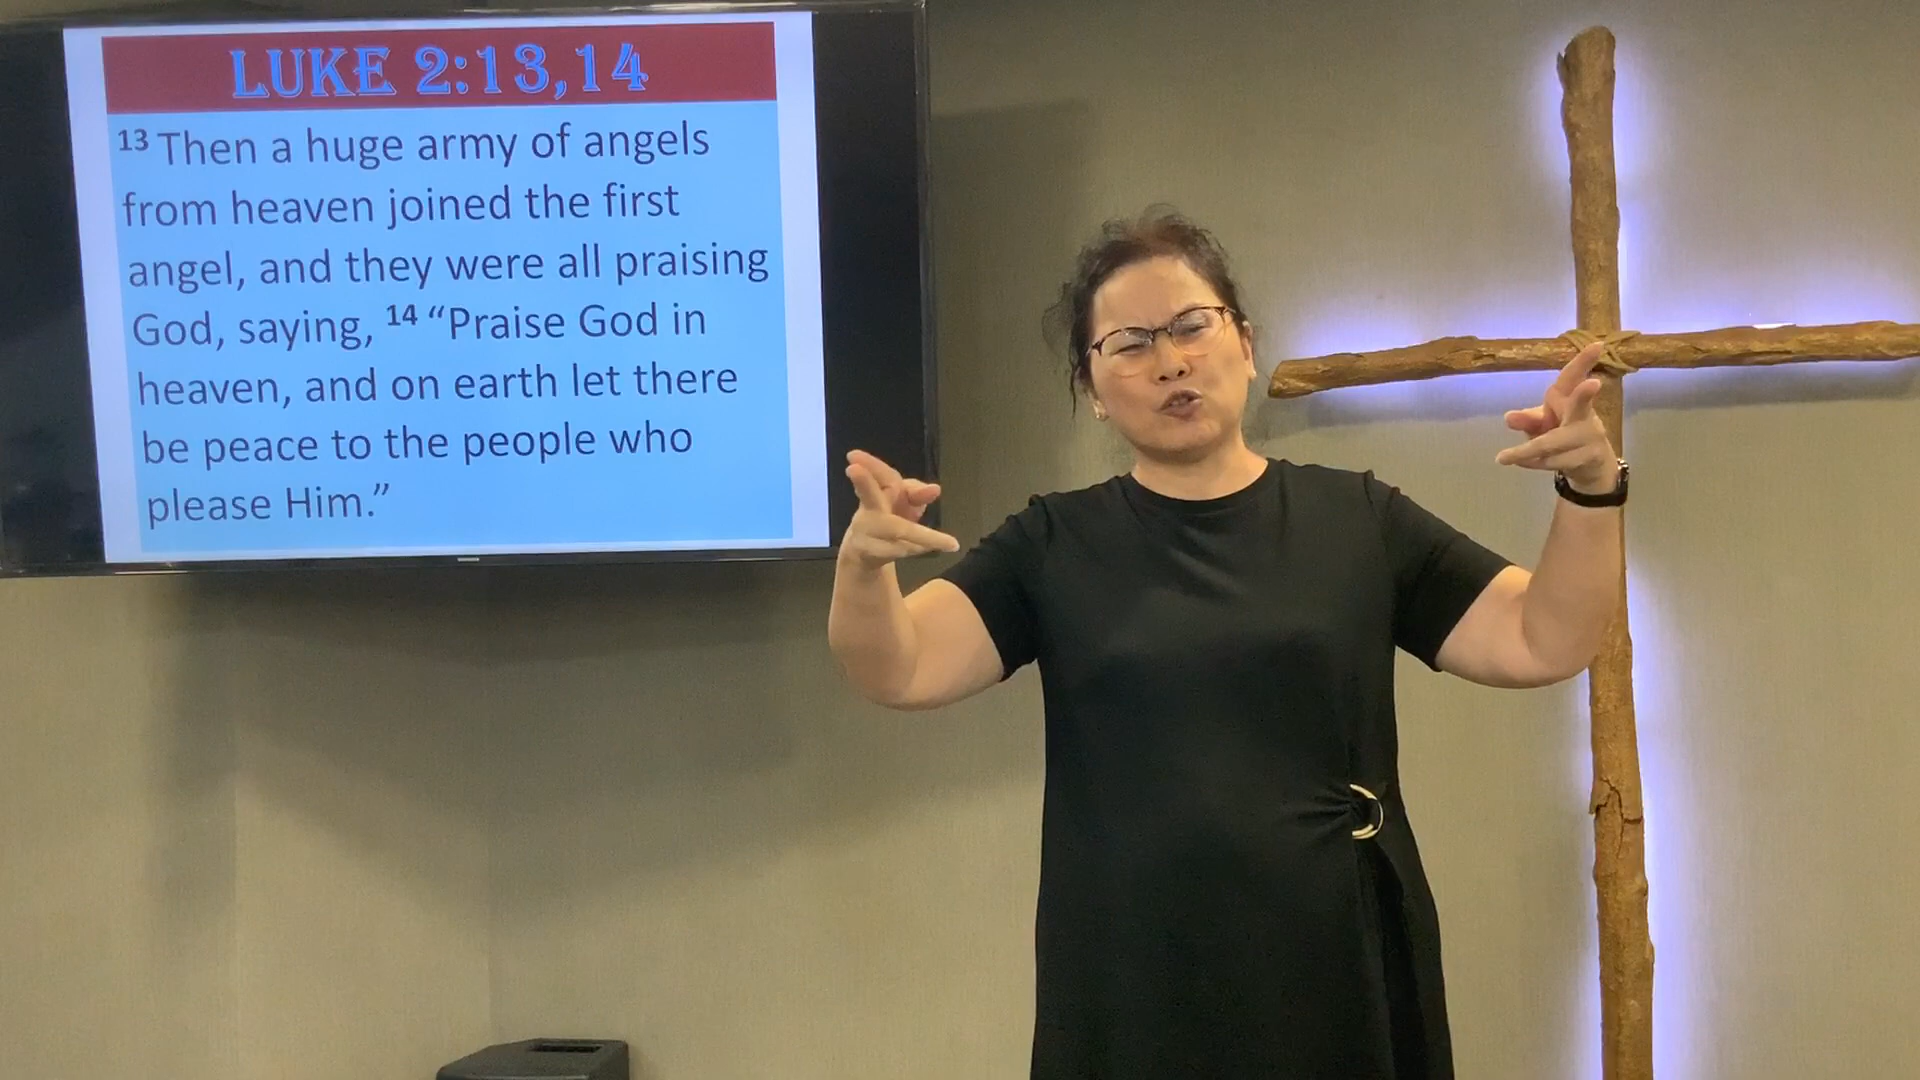 LUKE 2:13,14
13 Then a huge army of angels
from heaven joined the first
angel, and they were all praising
God, saying, 14 “Praise God in
heaven, and on earth let there
be peace to the people who
please Him.”